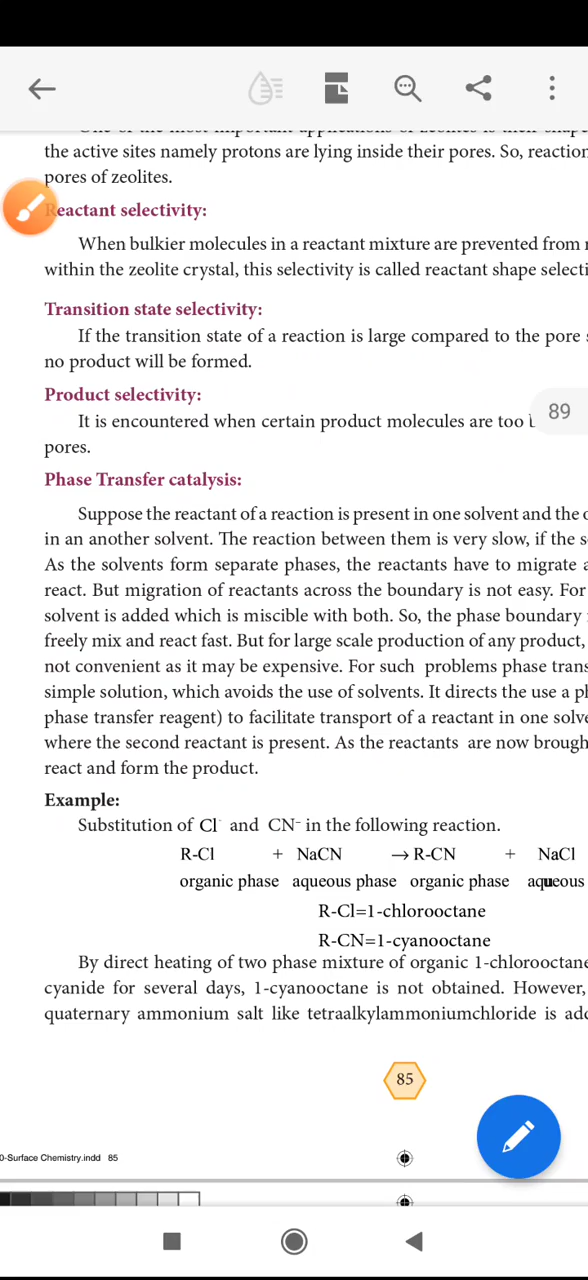 the active sites namely protons are lying inside their pores. So, reaction
pores of zeolites.
Reactant selectivity:
When bulkier molecules in a reactant mixture are prevented from
within the zeolite crystal, this selectivity is called reactant shape selecti
Transition state selectivity:
If the transition state of a reaction is large compared to the pore
no product will be formed.
Product selectivity:
It is encountered when certain product molecules are too
89
pores.
Phase Transfer catalysis:
Suppose the reactant of a reaction is present in one solvent and the
in an another solvent. The reaction between them is very slow, if the
As the solvents form separate phases, the reactants have to migrate
react. But migration of reactants across the boundary is not easy. For
solvent is added which is miscible with both. So, the phase boundary
freely mix and react fast. But for large scale production of any product,
not convenient as it may be expensive. For such problems phase trans
simple solution, which avoids the use of solvents. It directs the use a
phase transfer reagent) to facilitate transport of a reactant in one solve
where the second reactant is present. As the reactants are now brough
react and form the product.
Example:
Substitution of Cl⁻ and CN⁻ in the following reaction.
R-Cl + NaCN → R-CN + NaCl
organic phase aqueous phase organic phase aqueous
R-Cl=1-chlorooctane
R-CN=1-cyanooctane
By direct heating of two phase mixture of organic 1-chlorooctane
cyanide for several days, 1-cyanooctane is not obtained. However,
quaternary ammonium salt like tetraalkylammoniumchloride is
85
0-Surface Chemistry.indd 85